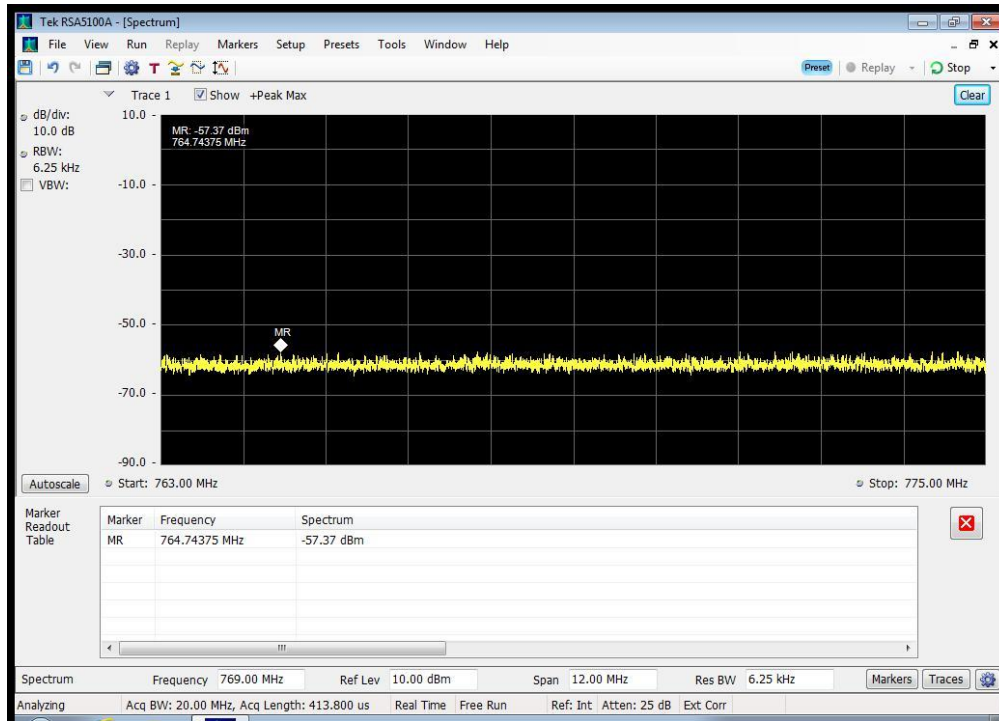 Tek RSA5100A - [Spectrum]
File View Run Replay Markers Setup Presets Tools Window Help
T Preset Replay Stop
Trace 1 Show +Peak Max Clear
dB/div:
10.0 dB
RBW:
6.25 kHz
VBW:
10.0
MR: -57.37 dBm
764.74375 MHz
-10.0
-30.0
-50.0
MR
-70.0
-90.0
Autoscale Start: 763.00 MHz Stop: 775.00 MHz
Marker
Readout
Table
Marker Frequency Spectrum
MR 764.74375 MHz -57.37 dBm
Spectrum Frequency 769.00 MHz Ref Lev 10.00 dBm Span 12.00 MHz Res BW 6.25 kHz Markers Traces
Analyzing Acq BW: 20.00 MHz, Acq Length: 413.800 us Real Time Free Run Ref: Int Atten: 25 dB Ext Corr